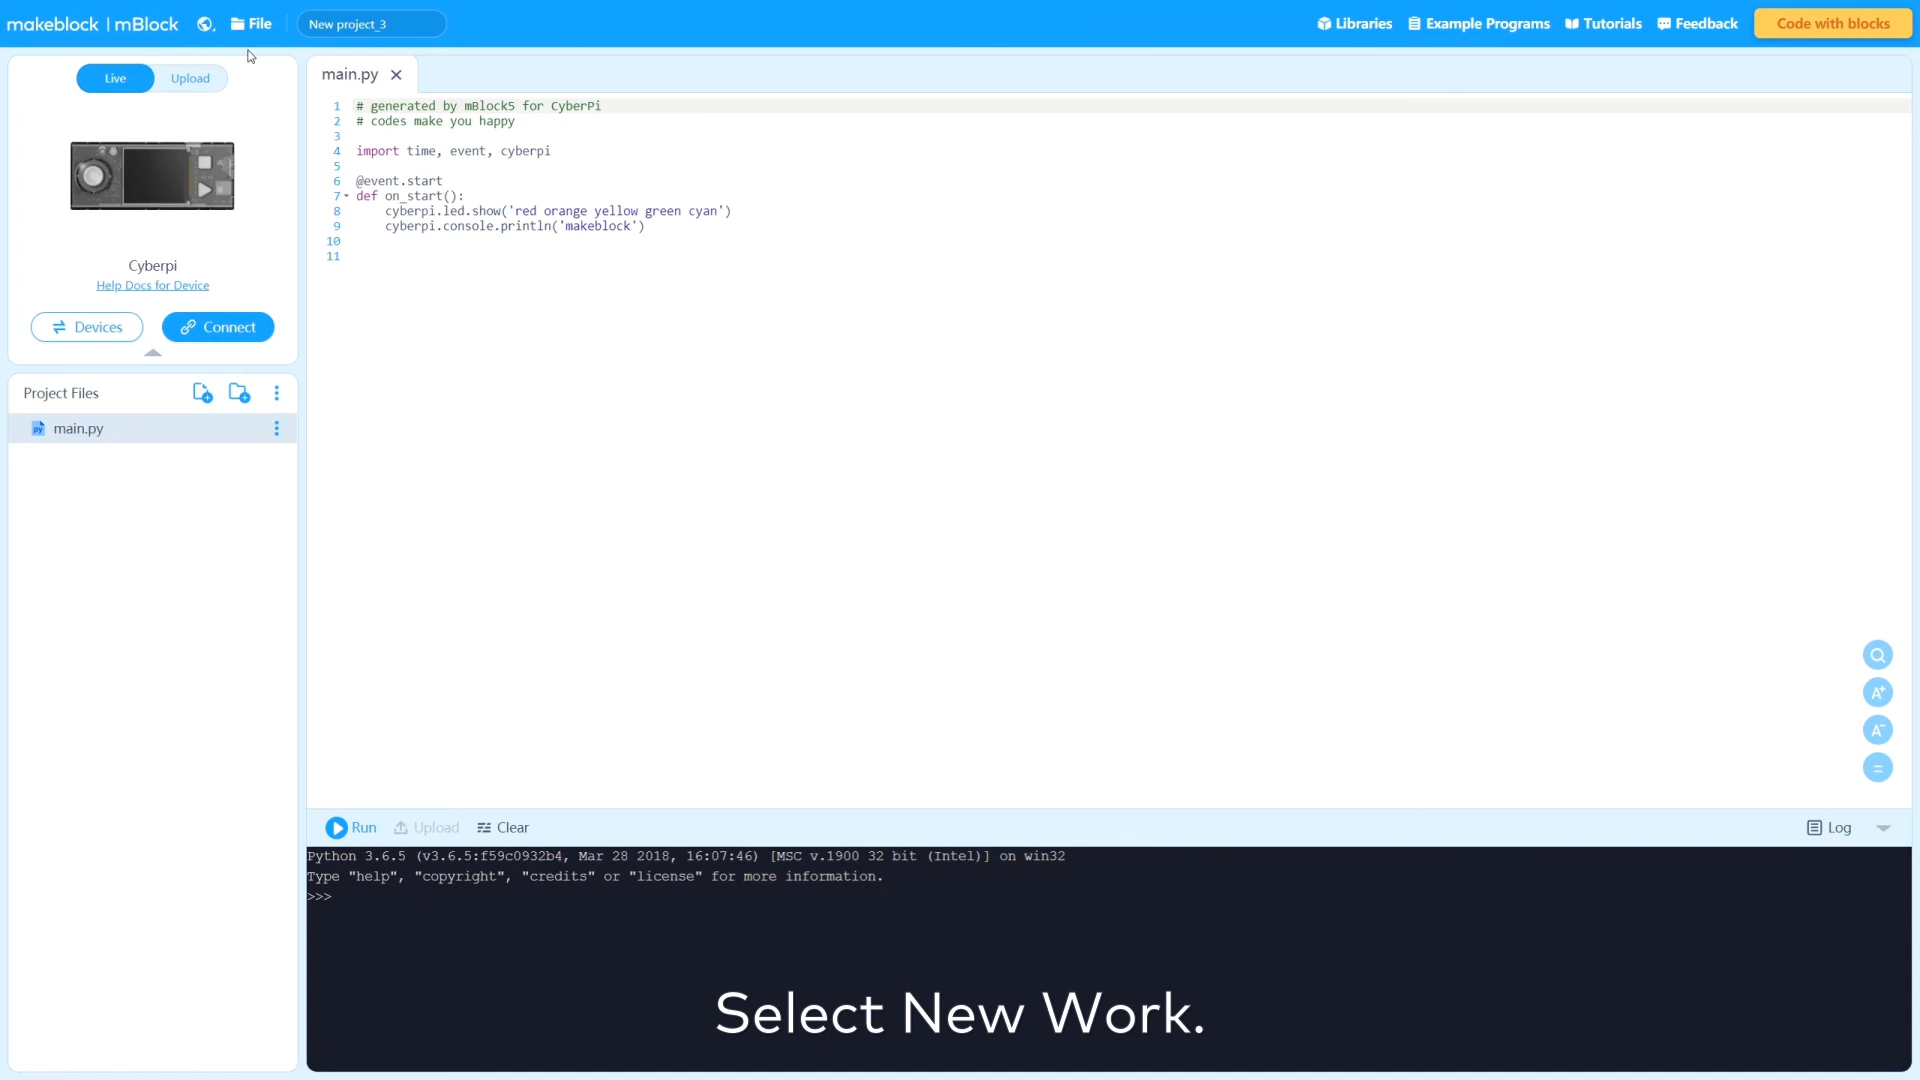 makeblock | mBlock
File
New project_3
Libraries
Example Programs
Tutorials
Feedback
Code with blocks
Live
Upload
Cyberpi
Help Docs for Device
Devices
Connect
Project Files
py main.py
main.py
1 # generated by mBlock5 for CyberPi
2 # codes make you happy
3
4 import time, event, cyberpi
5
6 @event.start
7 def on_start():
8 cyberpi.led.show('red orange yellow green cyan')
9 cyberpi.console.println('makeblock')
10
11
A+
A-
=
Run
Upload
Clear
Log
Python 3.6.5 (v3.6.5:f59c0932b4, Mar 28 2018, 16:07:46) [MSC v.1900 32 bit (Intel)] on win32
Type "help", "copyright", "credits" or "license" for more information.
>>>
Select New Work.